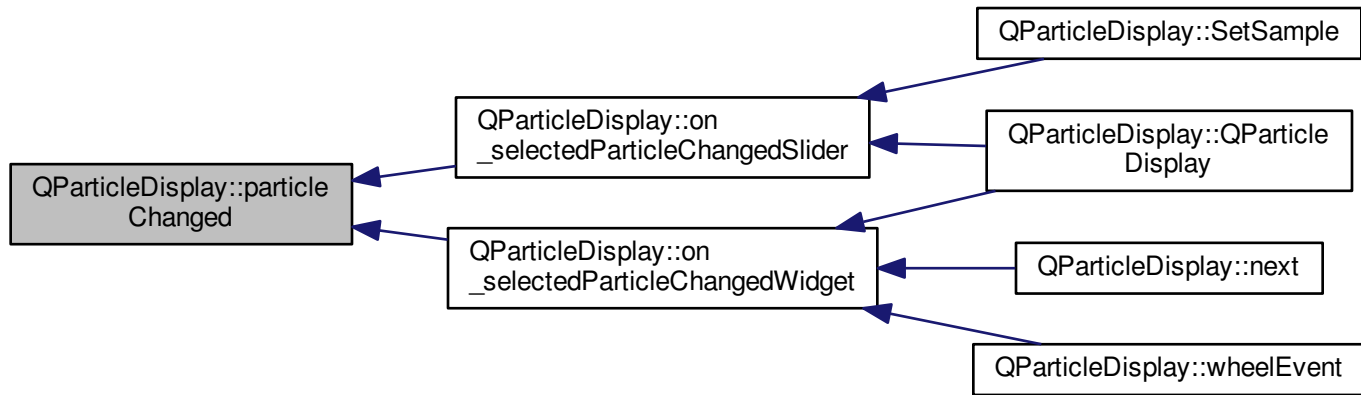 QParticleDisplay::particle
Changed
QParticleDisplay::on
_selectedParticleChangedSlider
QParticleDisplay::on
_selectedParticleChangedWidget
QParticleDisplay::SetSample
QParticleDisplay::QParticle
Display
QParticleDisplay::next
QParticleDisplay::wheelEvent